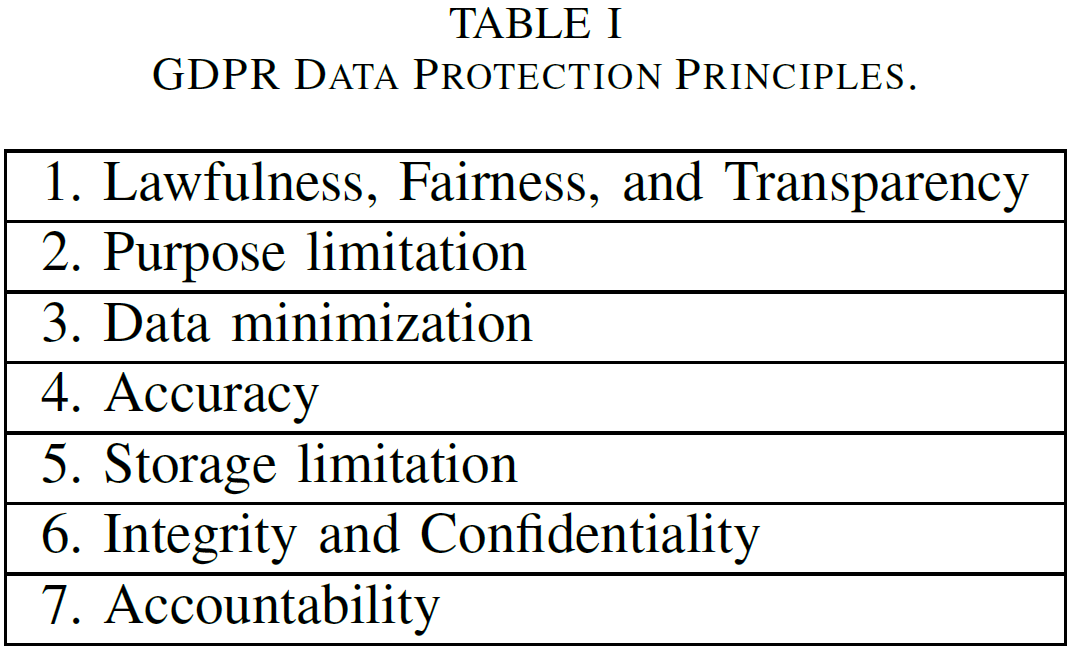 TABLE I
GDPR DATA PROTECTION PRINCIPLES.
1. Lawfulness, Fairness, and Transparency
2. Purpose limitation
3. Data minimization
4. Accuracy
5. Storage limitation
6. Integrity and Confidentiality
7. Accountability